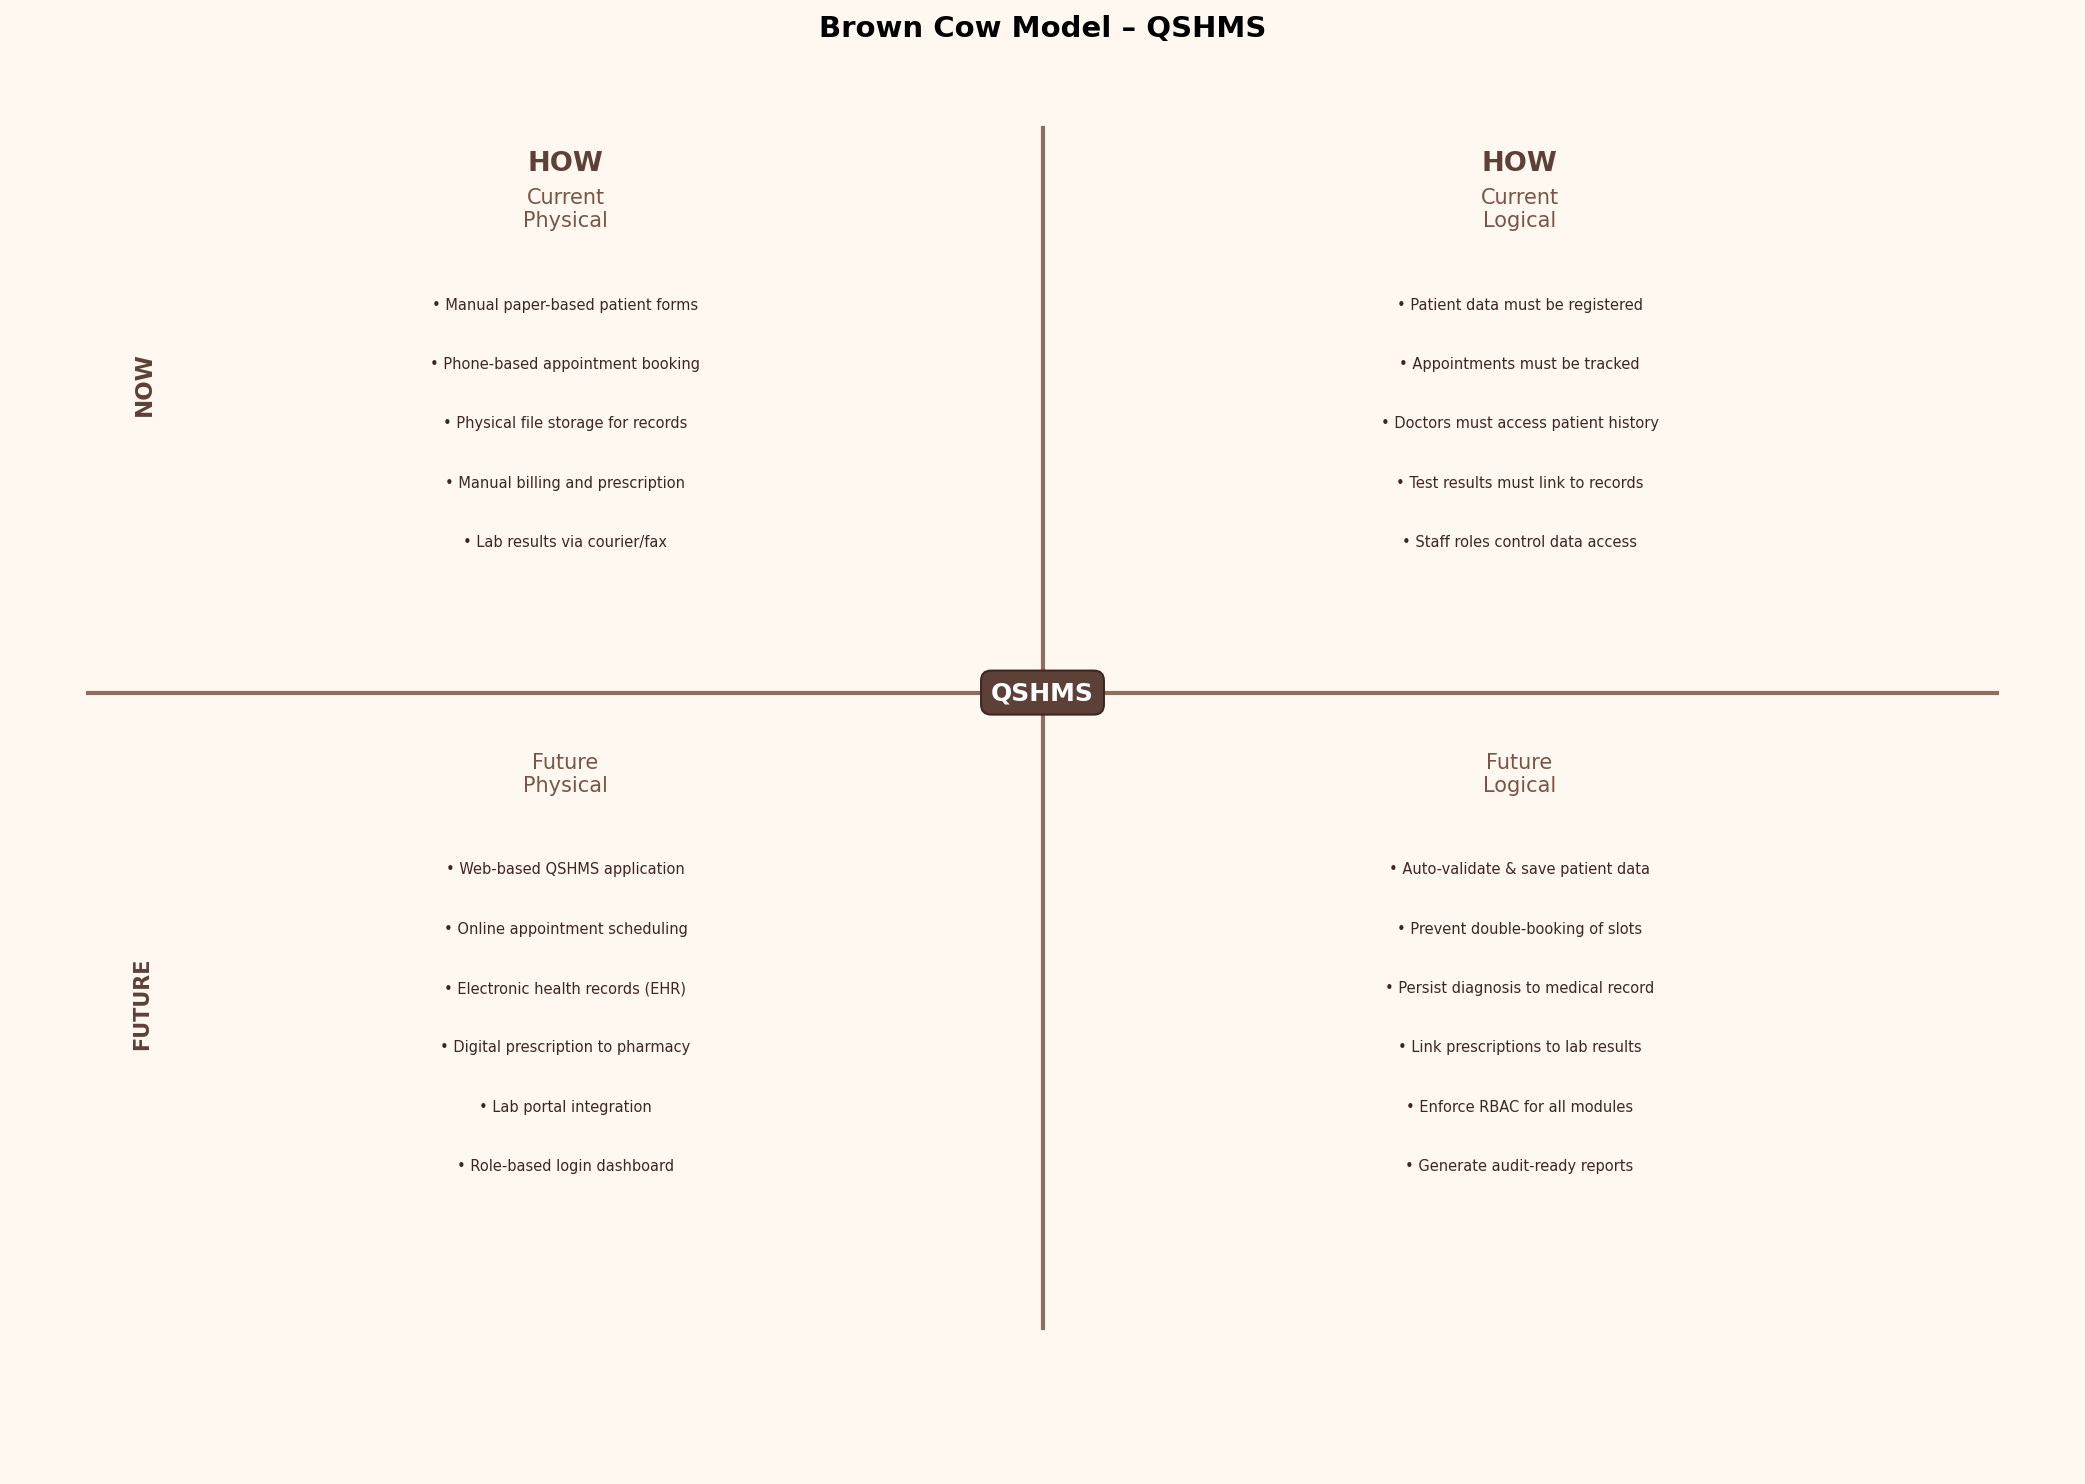 Brown Cow Model – QSHMS
HOW
Current
Physical
• Manual paper-based patient forms
• Phone-based appointment booking
• Physical file storage for records
• Manual billing and prescription
• Lab results via courier/fax
HOW
Current
Logical
• Patient data must be registered
• Appointments must be tracked
• Doctors must access patient history
• Test results must link to records
• Staff roles control data access
NOW
QSHMS
Future
Physical
• Web-based QSHMS application
• Online appointment scheduling
• Electronic health records (EHR)
• Digital prescription to pharmacy
• Lab portal integration
• Role-based login dashboard
Future
Logical
• Auto-validate & save patient data
• Prevent double-booking of slots
• Persist diagnosis to medical record
• Link prescriptions to lab results
• Enforce RBAC for all modules
• Generate audit-ready reports
FUTURE